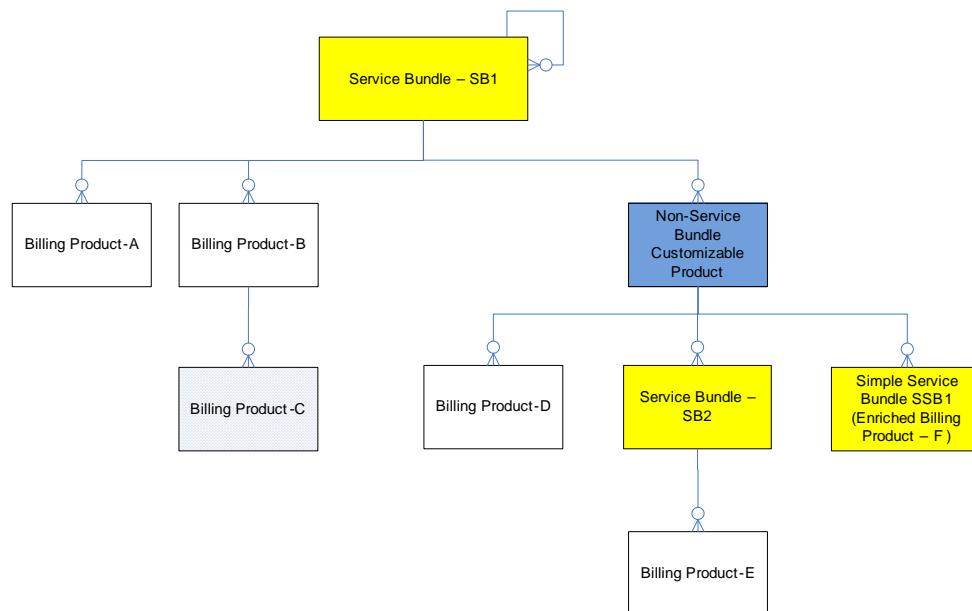 Service Bundle – SB1
Billing Product-A
Billing Product-B
Non-Service
Bundle
Customizable
Product
Billing Product-C
Billing Product-D
Service Bundle –
SB2
Simple Service
Bundle SSB1
(Enriched Billing
Product – F )
Billing Product-E